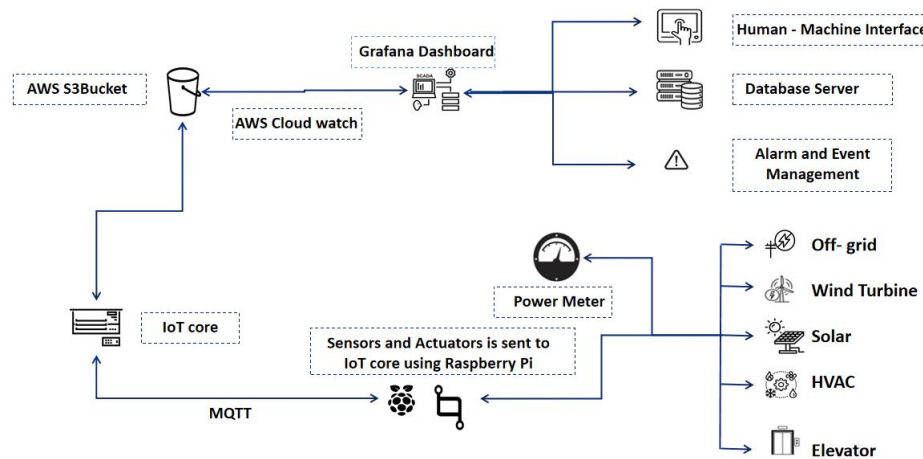 Human - Machine Interface
Grafana Dashboard
SCADA
AWS S3Bucket
Database Server
AWS Cloud watch
Alarm and Event
Management
Off- grid
Power Meter
Wind Turbine
IoT core
Sensors and Actuators is sent to
IoT core using Raspberry Pi
Solar
HVAC
MQTT
Elevator